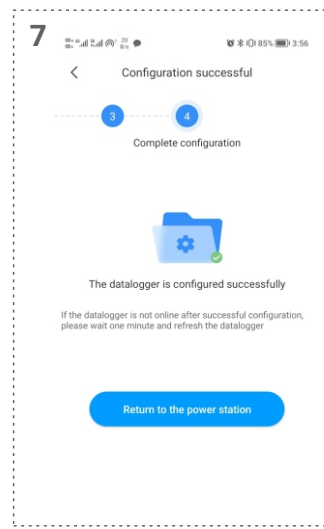 7
85% 3:56
Configuration successful
3 4
Complete configuration
The datalogger is configured successfully
If the datalogger is not online after successful configuration,
please wait one minute and refresh the datalogger
Return to the power station